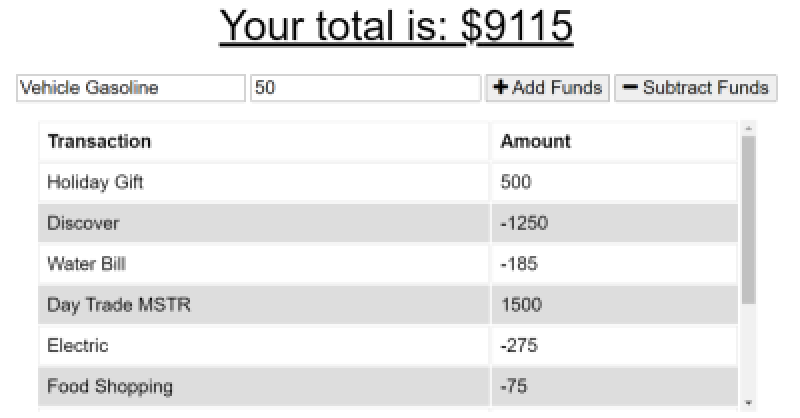 Your total is: $9115
Vehicle Gasoline 50 + Add Funds − Subtract Funds
Transaction Amount
Holiday Gift 500
Discover -1250
Water Bill -185
Day Trade MSTR 1500
Electric -275
Food Shopping -75